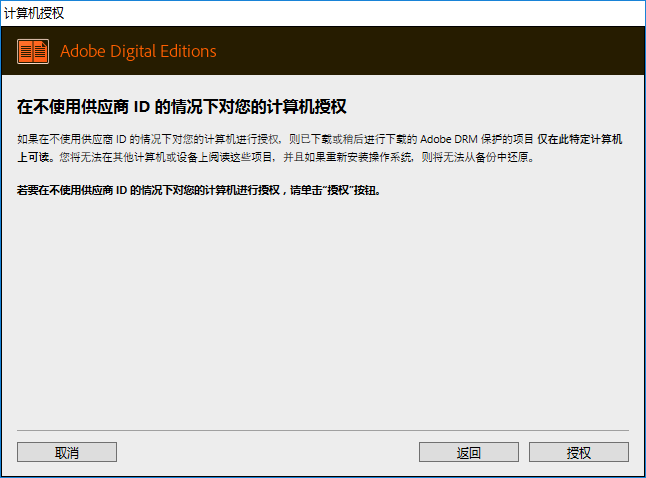 计算机授权
Adobe Digital Editions
在不使用供应商 ID 的情况下对您的计算机授权
如果在不使用供应商 ID 的情况下对您的计算机进行授权，则已下载或稍后进行下载的 Adobe DRM 保护的项目 仅在此特定计算机
上可读。您将无法在其他计算机或设备上阅读这些项目，并且如果重新安装操作系统，则将无法从备份中还原。
若要在不使用供应商 ID 的情况下对您的计算机进行授权，请单击“授权”按钮。
取消
返回
授权